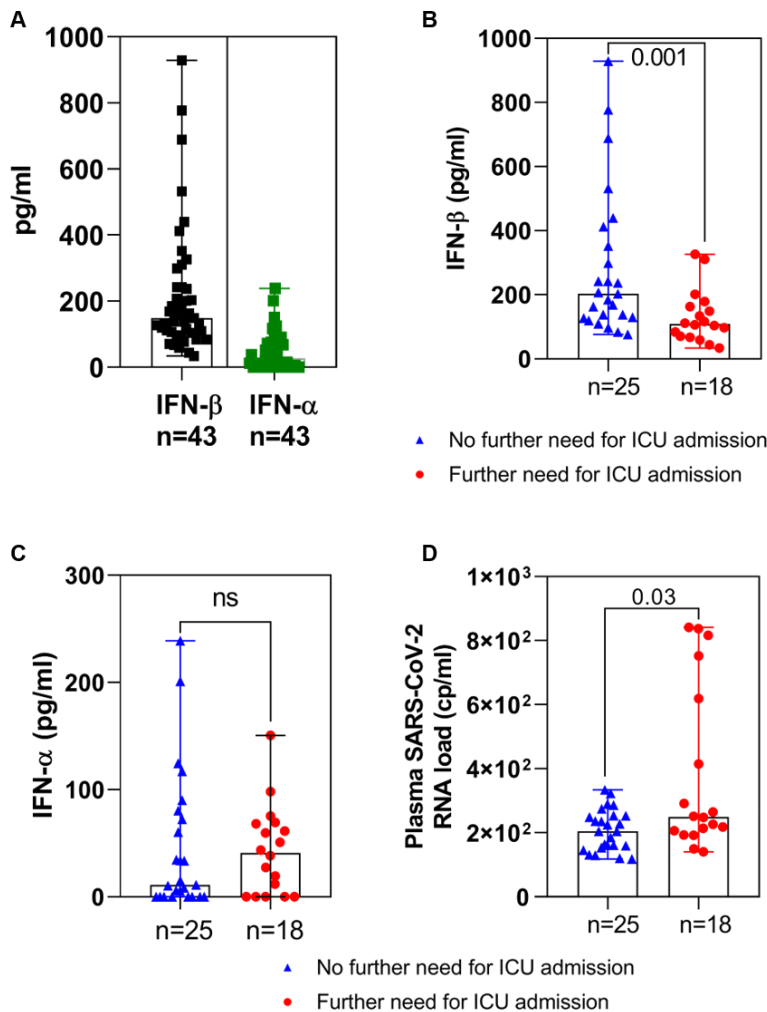 A
pg/ml
1000
800
600
400
200
0
IFN-β
n=43
IFN-α
n=43
B
IFN-β (pg/ml)
1000
800
600
400
200
0
0.001
n=25
n=18
No further need for ICU admission
Further need for ICU admission
C
IFN-α (pg/ml)
300
200
100
0
ns
n=25
n=18
D
Plasma SARS-CoV-2
RNA load (cp/ml)
1×10³
8×10²
6×10²
4×10²
2×10²
0
0.03
n=25
n=18
No further need for ICU admission
Further need for ICU admission